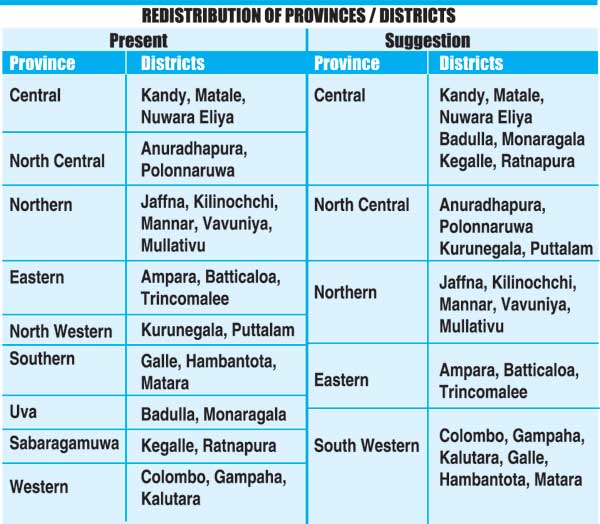 REDISTRIBUTION OF PROVINCES / DISTRICTS
Present
Province
Districts
Central
Kandy, Matale,
Nuwara Eliya
North Central
Anuradhapura,
Polonnaruwa
Northern
Jaffna, Kilinochchi,
Mannar, Vavuniya,
Mullativu
Eastern
Ampara, Batticaloa,
Trincomalee
North Western
Kurunegala, Puttalam
Southern
Galle, Hambantota,
Matara
Uva
Badulla, Monaragala
Sabaragamuwa
Kegalle, Ratnapura
Western
Colombo, Gampaha,
Kalutara
Suggestion
Province
Districts
Central
Kandy, Matale,
Nuwara Eliya
Badulla, Monaragala
Kegalle, Ratnapura
North Central
Anuradhapura,
Polonnaruwa
Kurunegala, Puttalam
Northern
Jaffna, Kilinochchi,
Mannar, Vavuniya,
Mullativu
Eastern
Ampara, Batticaloa,
Trincomalee
South Western
Colombo, Gampaha,
Kalutara, Galle,
Hambantota, Matara